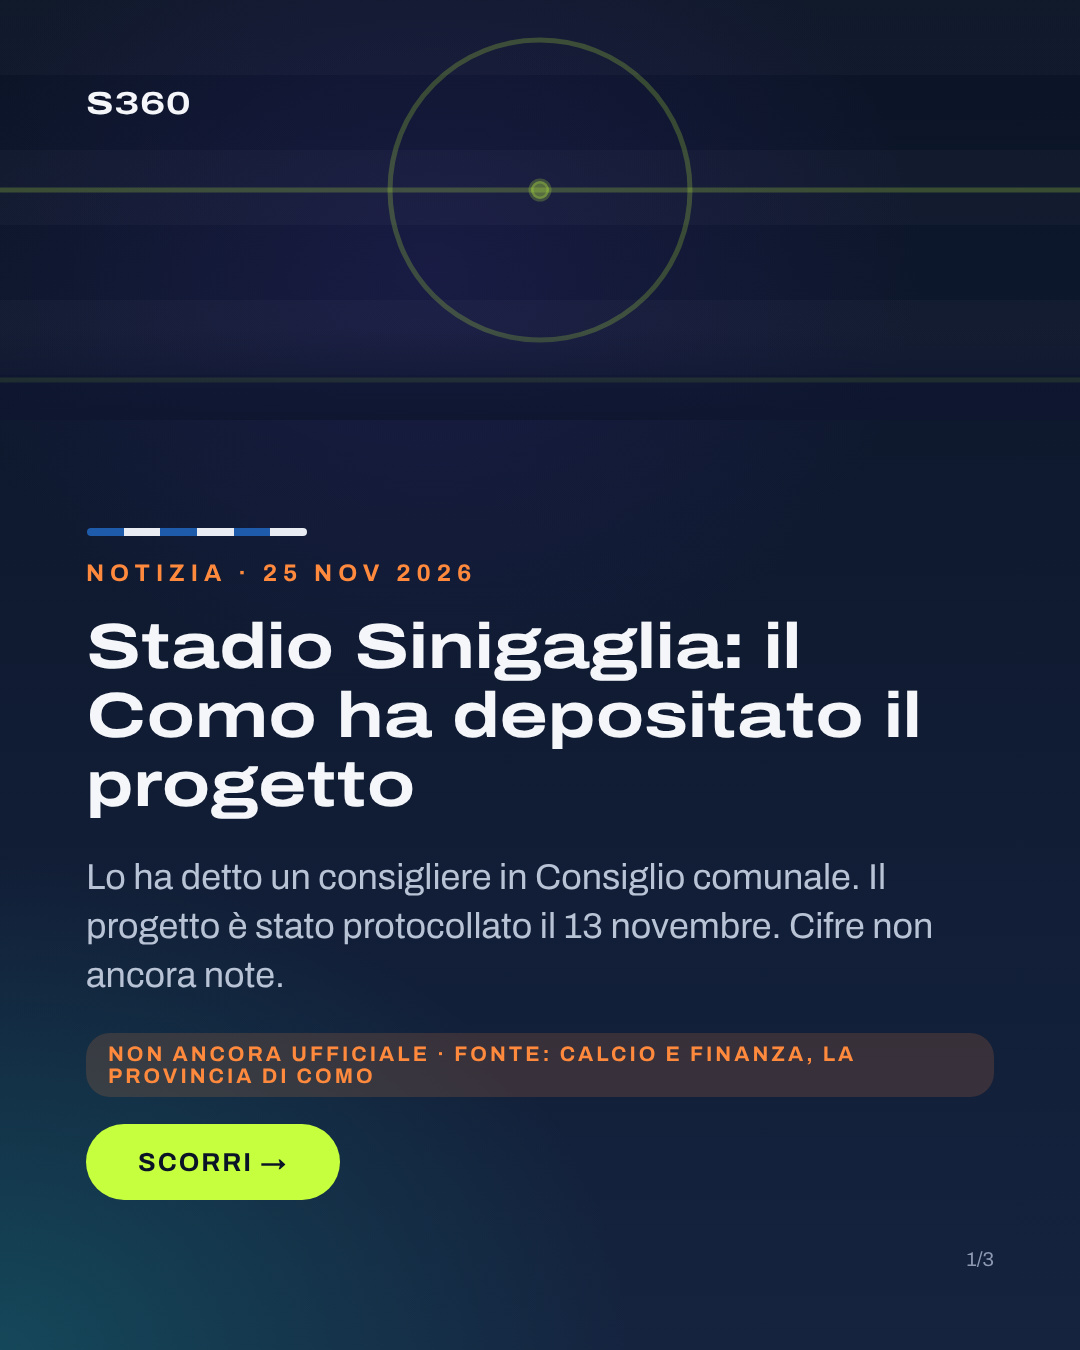 S360
NOTIZIA · 25 NOV 2026
Stadio Sinigaglia: il
Como ha depositato il
progetto
Lo ha detto un consigliere in Consiglio comunale. Il
progetto è stato protocollato il 13 novembre. Cifre non
ancora note.
NON ANCORA UFFICIALE · FONTE: CALCIO E FINANZA, LA
PROVINCIA DI COMO
SCORRI →
1/3